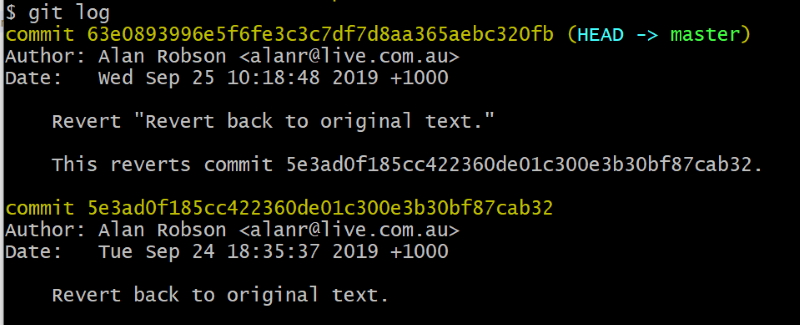 $ git log
commit 63e0893996e5f6fe3c3c7df7d8aa365aebc320fb (HEAD -> master)
Author: Alan Robson <alanr@live.com.au>
Date:   Wed Sep 25 10:18:48 2019 +1000
Revert "Revert back to original text."
This reverts commit 5e3ad0f185cc422360de01c300e3b30bf87cab32.
commit 5e3ad0f185cc422360de01c300e3b30bf87cab32
Author: Alan Robson <alanr@live.com.au>
Date:   Tue Sep 24 18:35:37 2019 +1000
Revert back to original text.